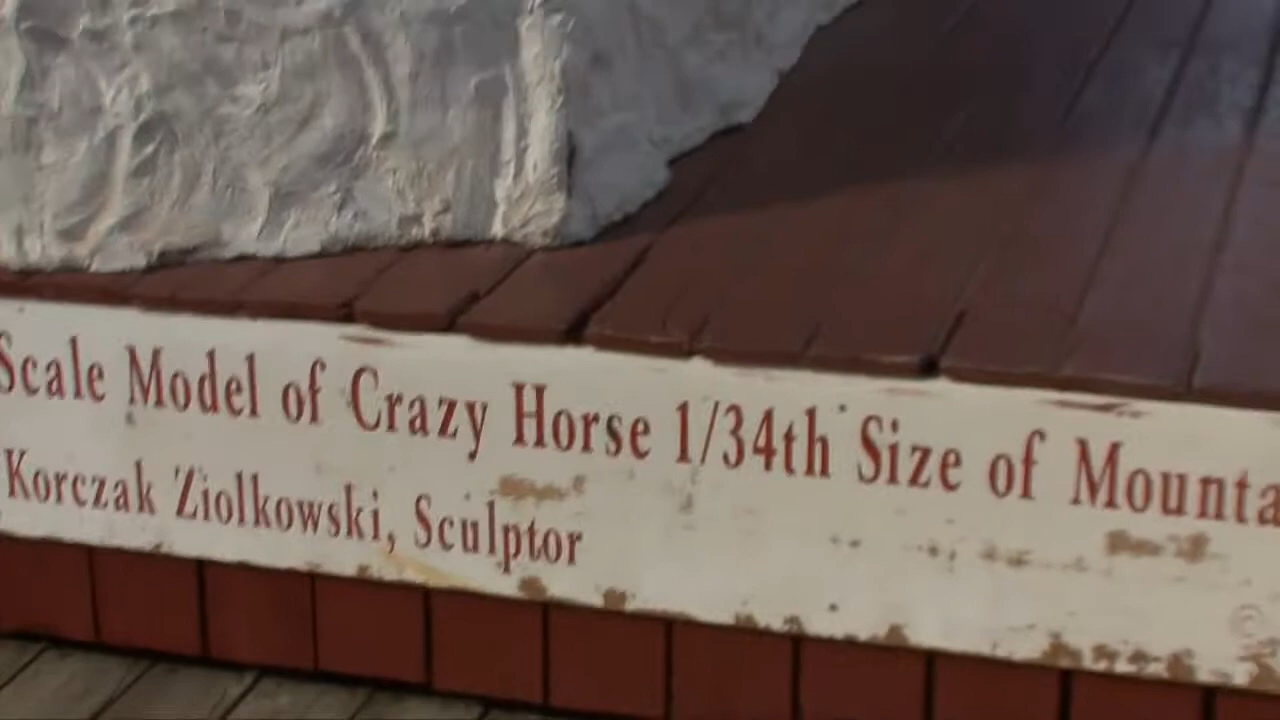 Scale Model of Crazy Horse 1/34th Size of Mounta
Korczak Ziolkowski, Sculptor